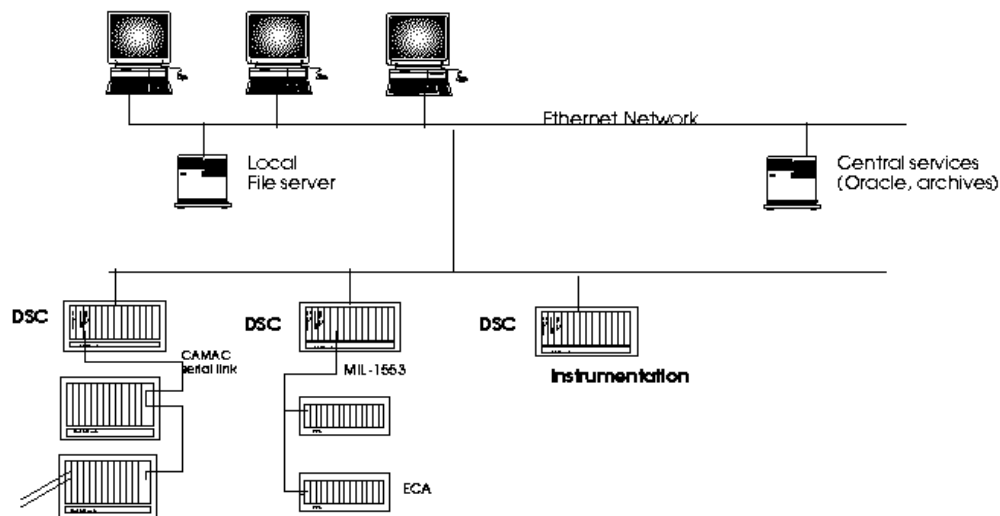 Ethernet Network
Local
File server
Central services
(Oracle, archives)
DSC
DSC
DSC
CAMAC
serial link
MIL-1553
Instrumentation
ECA